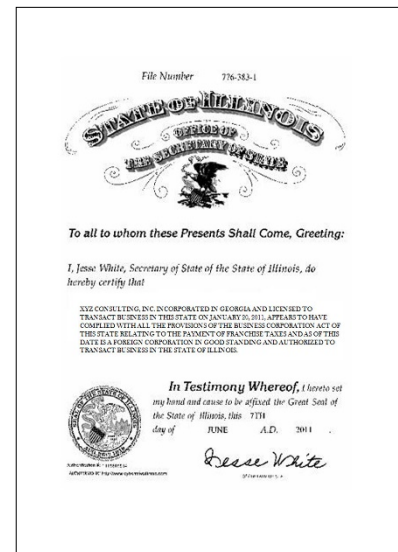 File Number 776-383-1
STATE OF ILLINOIS
OFFICE OF
THE SECRETARY OF STATE
To all to whom these Presents Shall Come, Greeting:
I, Jesse White, Secretary of State of the State of Illinois, do
hereby certify that
XYZ CONSULTING, INC. INCORPORATED IN GEORGIA AND LICENSED TO
TRANSACT BUSINESS IN THIS STATE ON JANUARY 20, 2011, APPEARS TO HAVE
COMPLIED WITH ALL THE PROVISIONS OF THE BUSINESS CORPORATION ACT OF
THIS STATE RELATING TO THE PAYMENT OF FRANCHISE TAXES AND AS OF THIS
DATE IS A FOREIGN CORPORATION IN GOOD STANDING AND AUTHORIZED TO
TRANSACT BUSINESS IN THE STATE OF ILLINOIS.
In Testimony Whereof, I hereto set
my hand and cause to be affixed the Great Seal of
the State of Illinois, this 7TH
day of JUNE A.D. 2011 .
Jesse White